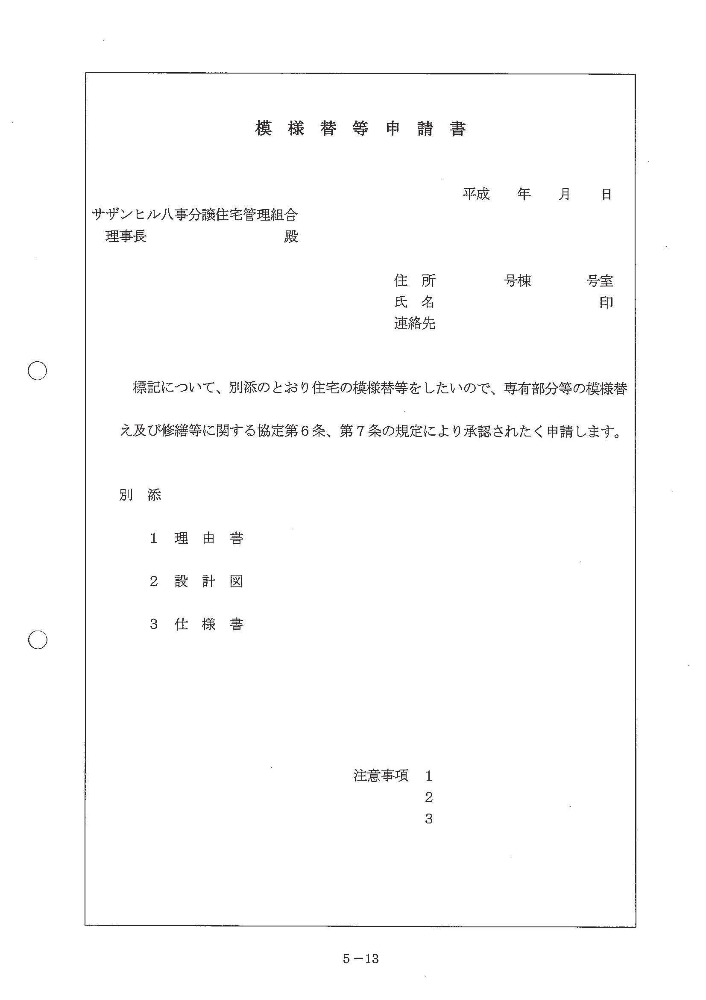 模様替等申請書
平成　　年　　月　　日
サザンヒル八事分譲住宅管理組合
理事長　　　　　　　　　　殿
住　所　　　　　号棟　　　　号室
氏　名　　　　　　　　　　　　印
連絡先
標記について、別添のとおり住宅の模様替等をしたいので、専有部分等の模様替
え及び修繕等に関する協定第６条、第７条の規定により承認されたく申請します。
別　添
1　理　由　書
2　設　計　図
3　仕　様　書
注意事項　1
2
3
5－13